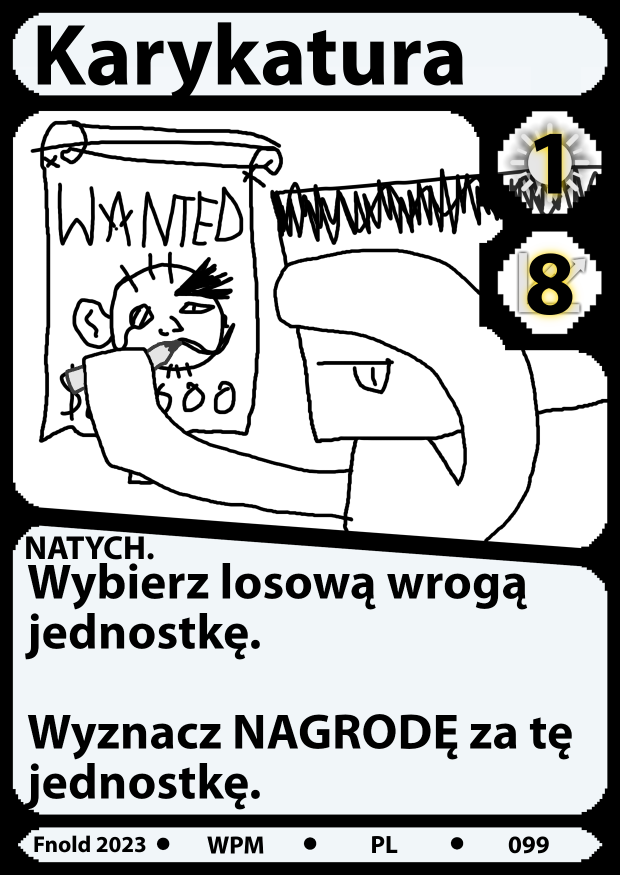 Karykatura
1
8
WANTED
00
NATYCH.
Wybierz losową wrogą
jednostkę.
Wyznacz NAGRODĘ za tę
jednostkę.
Fnold 2023 • WPM • PL • 099